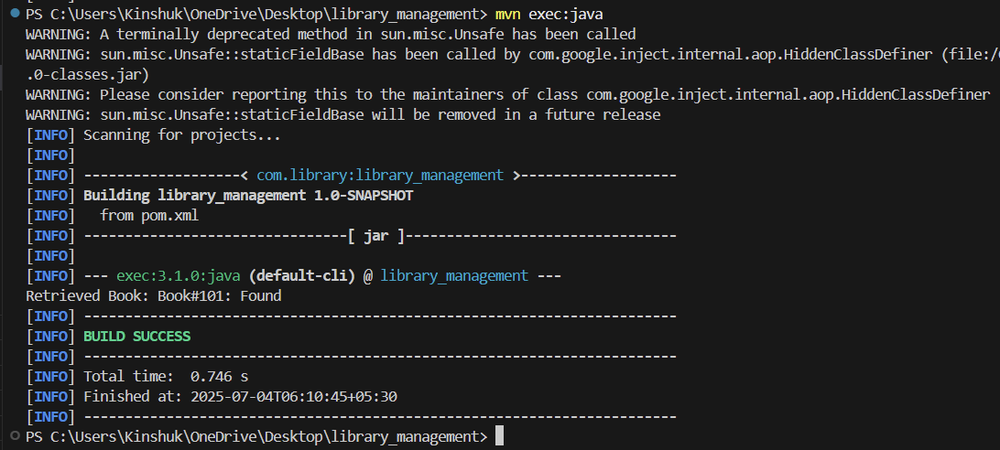 PS C:\Users\Kinshuk\OneDrive\Desktop\library_management> mvn exec:java
WARNING: A terminally deprecated method in sun.misc.Unsafe has been called
WARNING: sun.misc.Unsafe::staticFieldBase has been called by com.google.inject.internal.aop.HiddenClassDefiner (file:/
.0-classes.jar)
WARNING: Please consider reporting this to the maintainers of class com.google.inject.internal.aop.HiddenClassDefiner
WARNING: sun.misc.Unsafe::staticFieldBase will be removed in a future release
[INFO] Scanning for projects...
[INFO]
[INFO] -------------------< com.library:library_management >-------------------
[INFO] Building library_management 1.0-SNAPSHOT
[INFO]   from pom.xml
[INFO] --------------------------------[ jar ]---------------------------------
[INFO]
[INFO] --- exec:3.1.0:java (default-cli) @ library_management ---
Retrieved Book: Book#101: Found
[INFO] ------------------------------------------------------------------------
[INFO] BUILD SUCCESS
[INFO] ------------------------------------------------------------------------
[INFO] Total time:  0.746 s
[INFO] Finished at: 2025-07-04T06:10:45+05:30
[INFO] ------------------------------------------------------------------------
PS C:\Users\Kinshuk\OneDrive\Desktop\library_management>